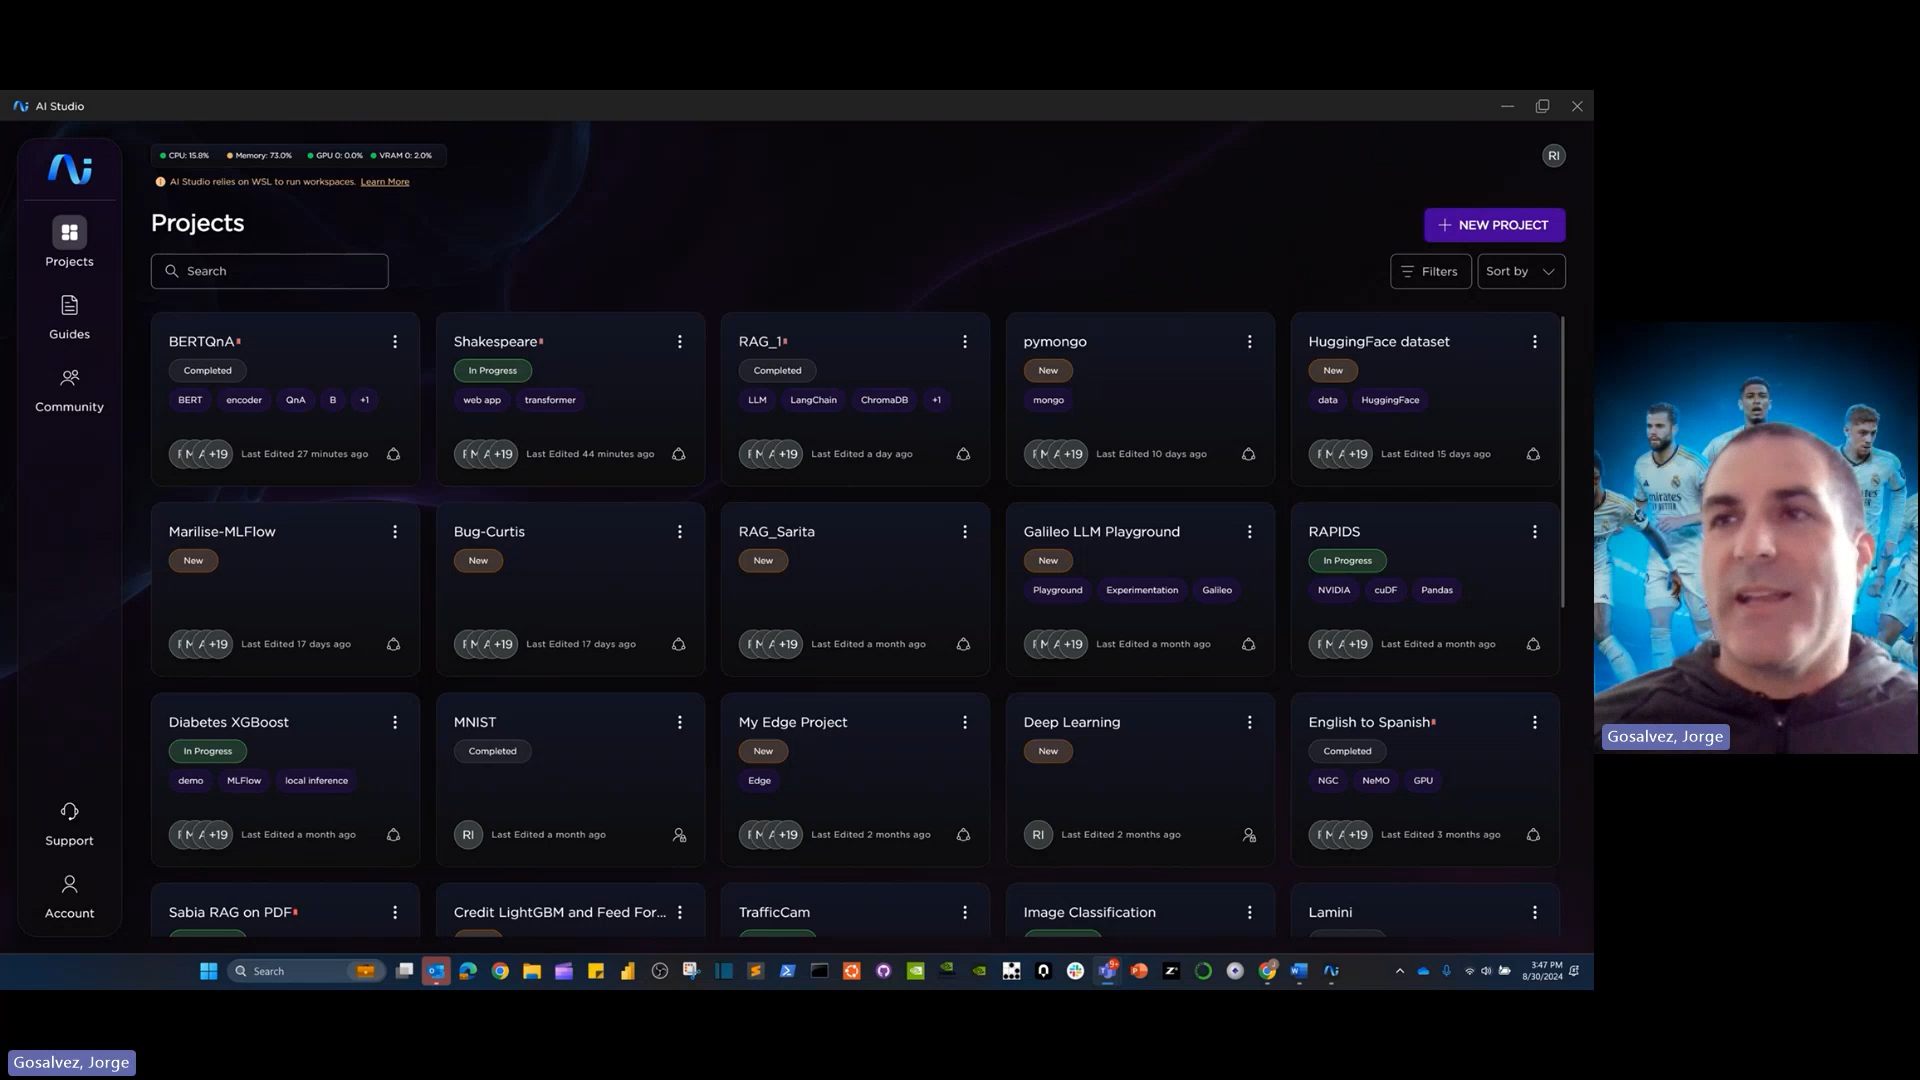 AI Studio
CPU: 15.8% Memory: 73.0% GPU 0: 0.0% VRAM 0: 2.0%
RI
AI Studio relies on WSL to run workspaces. Learn More
Projects
NEW PROJECT
Search
Filters
Sort by
Projects
Guides
Community
Support
Account
BERTQnA
Completed
BERT encoder QnA B +1
+19 Last Edited 27 minutes ago
Shakespeare
In Progress
web app transformer
+19 Last Edited 44 minutes ago
RAG_1
Completed
LLM LangChain ChromaDB +1
+19 Last Edited a day ago
pymongo
New
mongo
+19 Last Edited 10 days ago
HuggingFace dataset
New
data HuggingFace
+19 Last Edited 15 days ago
Marilise-MLFlow
New
+19 Last Edited 17 days ago
Bug-Curtis
New
+19 Last Edited 17 days ago
RAG_Sarita
New
+19 Last Edited a month ago
Galileo LLM Playground
New
Playground Experimentation Galileo
+19 Last Edited a month ago
RAPIDS
In Progress
NVIDIA cuDF Pandas
+19 Last Edited a month ago
Diabetes XGBoost
In Progress
demo MLFlow local inference
+19 Last Edited a month ago
MNIST
Completed
RI Last Edited a month ago
My Edge Project
New
Edge
+19 Last Edited 2 months ago
Deep Learning
New
RI Last Edited 2 months ago
English to Spanish
Completed
NGC NeMO GPU
+19 Last Edited 3 months ago
Sabia RAG on PDF
Credit LightGBM and Feed For...
TrafficCam
Image Classification
Lamini
Search
3:47 PM
8/30/2024
Gosalvez, Jorge
Gosalvez, Jorge